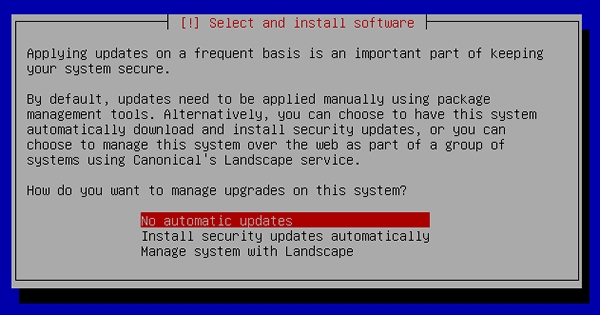 [!] Select and install software
Applying updates on a frequent basis is an important part of keeping
your system secure.
By default, updates need to be applied manually using package
management tools. Alternatively, you can choose to have this system
automatically download and install security updates, or you can
choose to manage this system over the web as part of a group of
systems using Canonical's Landscape service.
How do you want to manage upgrades on this system?
No automatic updates
Install security updates automatically
Manage system with Landscape